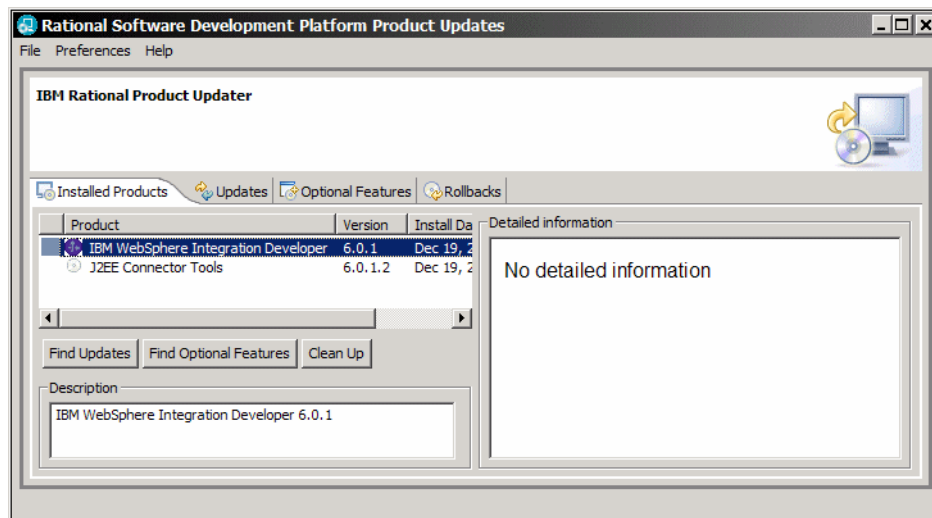 Rational Software Development Platform Product Updates
File Preferences Help
IBM Rational Product Updater
Installed Products Updates Optional Features Rollbacks
Product Version Install Da
IBM WebSphere Integration Developer 6.0.1 Dec 19, 2
J2EE Connector Tools 6.0.1.2 Dec 19, 2
Detailed information
No detailed information
Find Updates Find Optional Features Clean Up
Description
IBM WebSphere Integration Developer 6.0.1